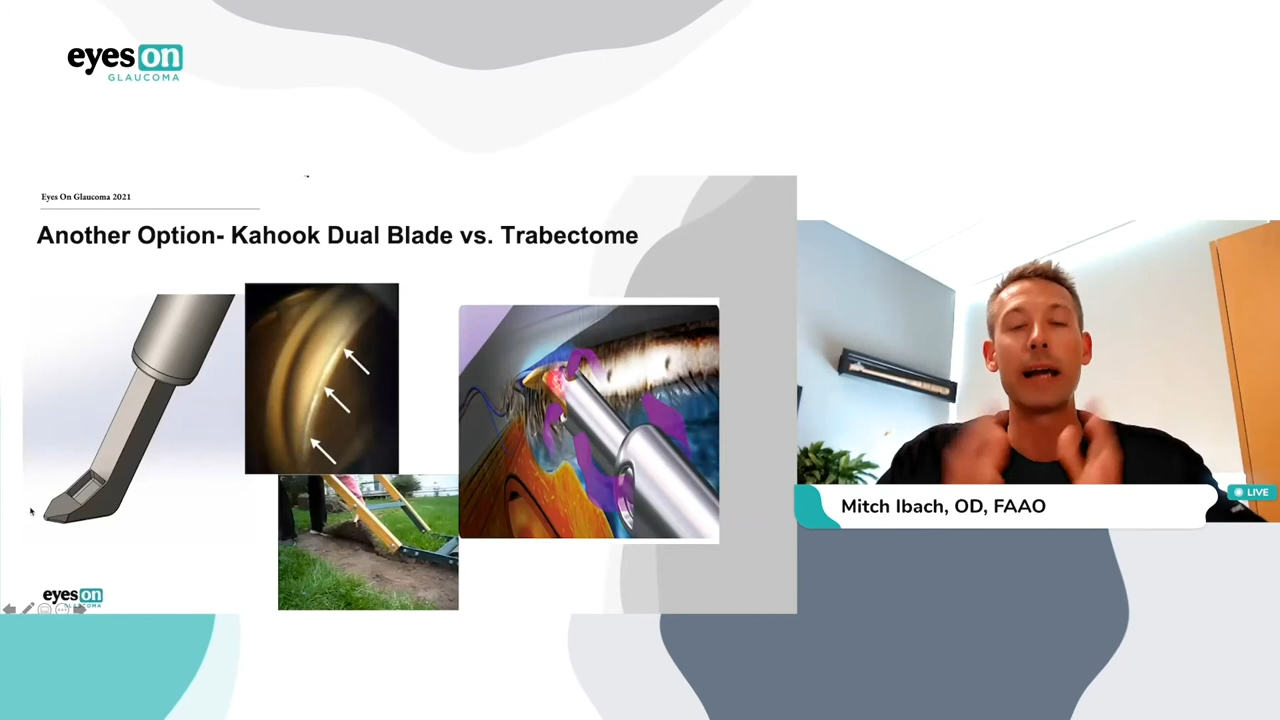 eyes on
GLAUCOMA
Eyes On Glaucoma 2021
Another Option- Kahook Dual Blade vs. Trabectome
eyes on
GLAUCOMA
Mitch Ibach, OD, FAAO
LIVE